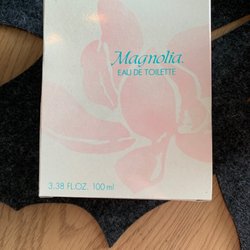 Magnolia
EAU DE TOILETTE
3.38 FL.OZ. 100 ml